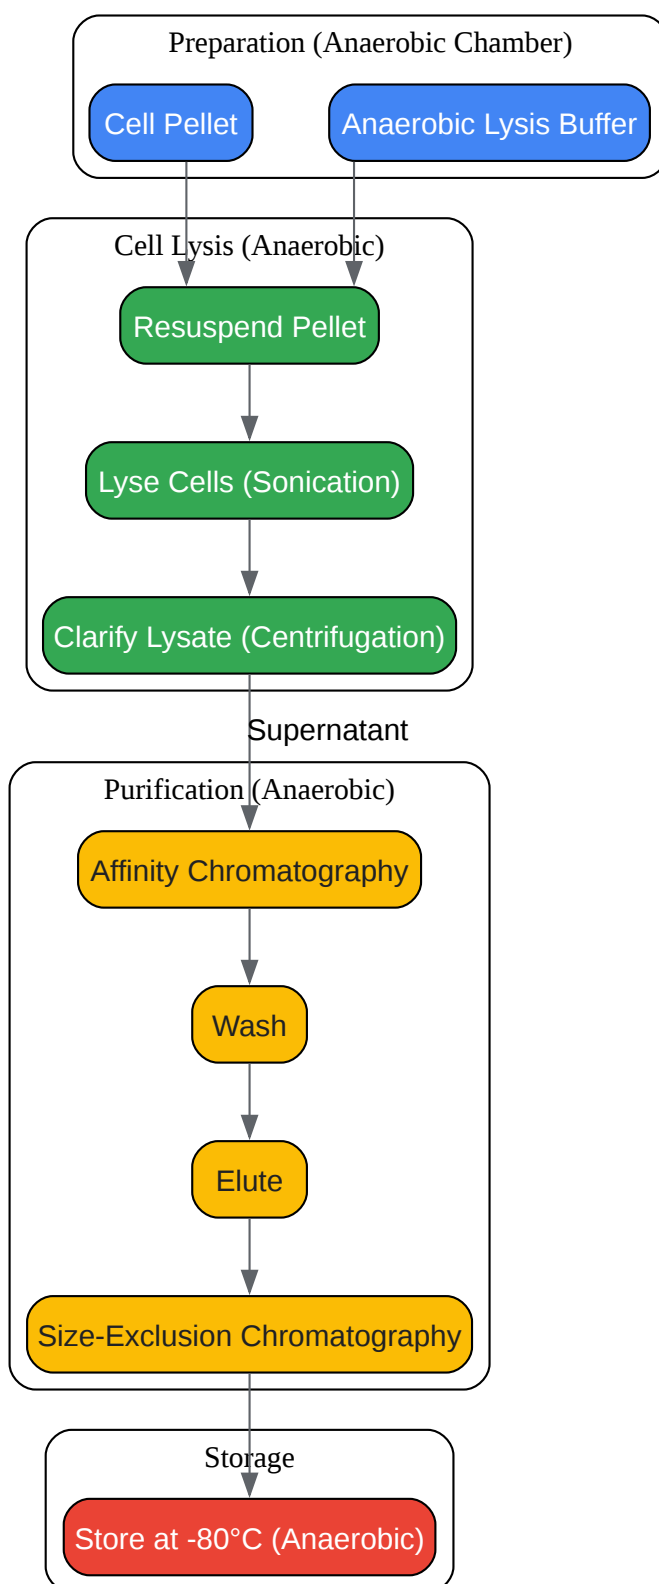 Preparation (Anaerobic Chamber)
Cell Pellet
Anaerobic Lysis Buffer
Cell Lysis (Anaerobic)
Resuspend Pellet
Lyse Cells (Sonication)
Clarify Lysate (Centrifugation)
Supernatant
Purification (Anaerobic)
Affinity Chromatography
Wash
Elute
Size-Exclusion Chromatography
Storage
Store at -80°C (Anaerobic)